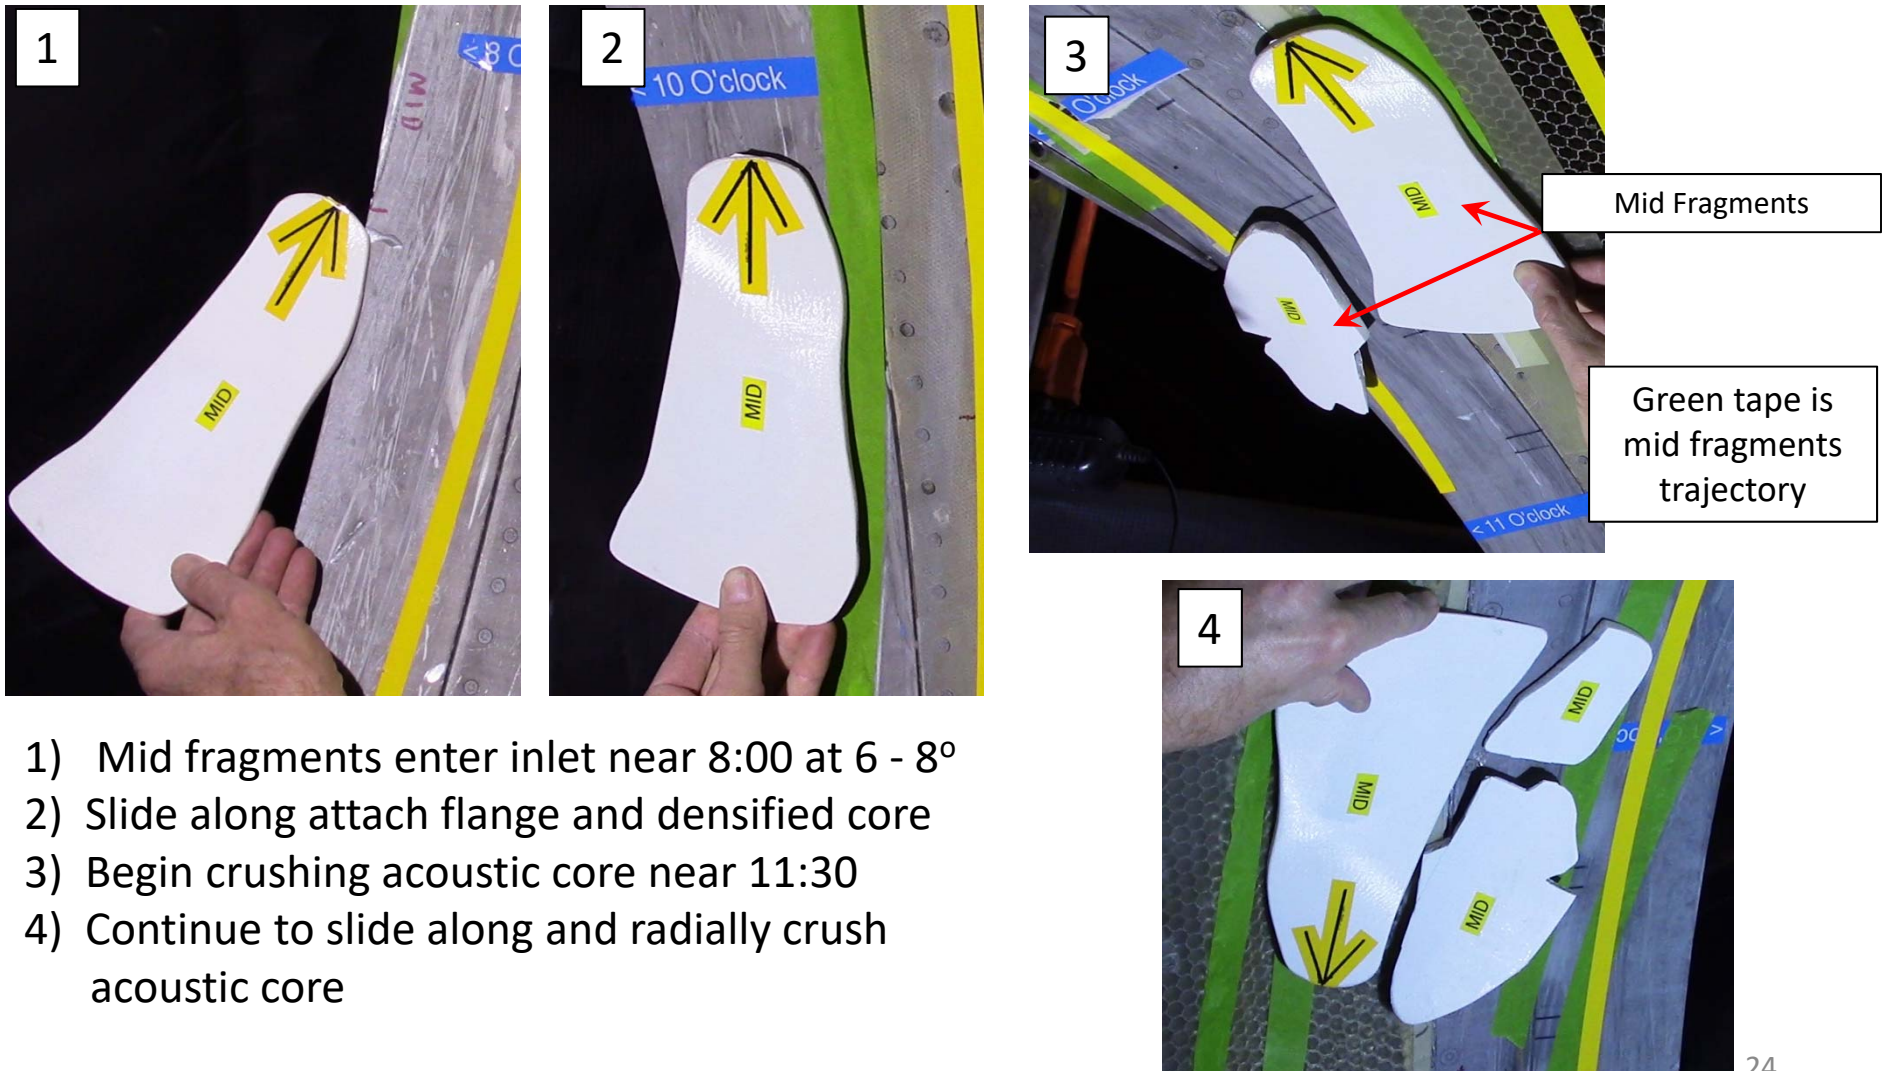 1
< 8 O
MID
MID
2
< 10 O'clock
MID
3
O'clock
MID
MID
Mid Fragments
Green tape is
mid fragments
trajectory
< 11 O'clock
4
MID
MID
MID
1) Mid fragments enter inlet near 8:00 at 6 - 8º
2) Slide along attach flange and densified core
3) Begin crushing acoustic core near 11:30
4) Continue to slide along and radially crush
acoustic core
24